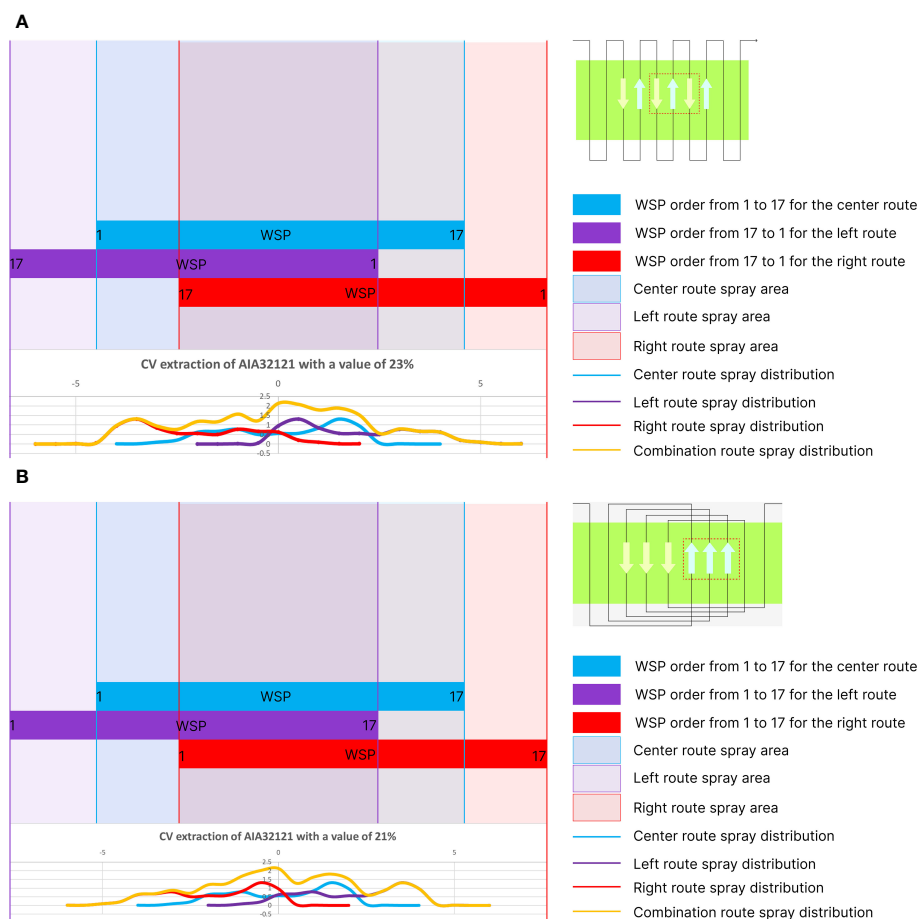 A
1 WSP 17
17 WSP 1
17 WSP 1
CV extraction of AIA32121 with a value of 23%
-5 0 5
2.5
2
1.5
1
0.5
0
-0.5
WSP order from 1 to 17 for the center route
WSP order from 17 to 1 for the left route
WSP order from 17 to 1 for the right route
Center route spray area
Left route spray area
Right route spray area
Center route spray distribution
Left route spray distribution
Right route spray distribution
Combination route spray distribution
B
1 WSP 17
1 WSP 17
1 WSP 17
CV extraction of AIA32121 with a value of 21%
-5 0 5
2.5
2
1.5
1
0.5
0
-0.5
WSP order from 1 to 17 for the center route
WSP order from 1 to 17 for the left route
WSP order from 1 to 17 for the right route
Center route spray area
Left route spray area
Right route spray area
Center route spray distribution
Left route spray distribution
Right route spray distribution
Combination route spray distribution